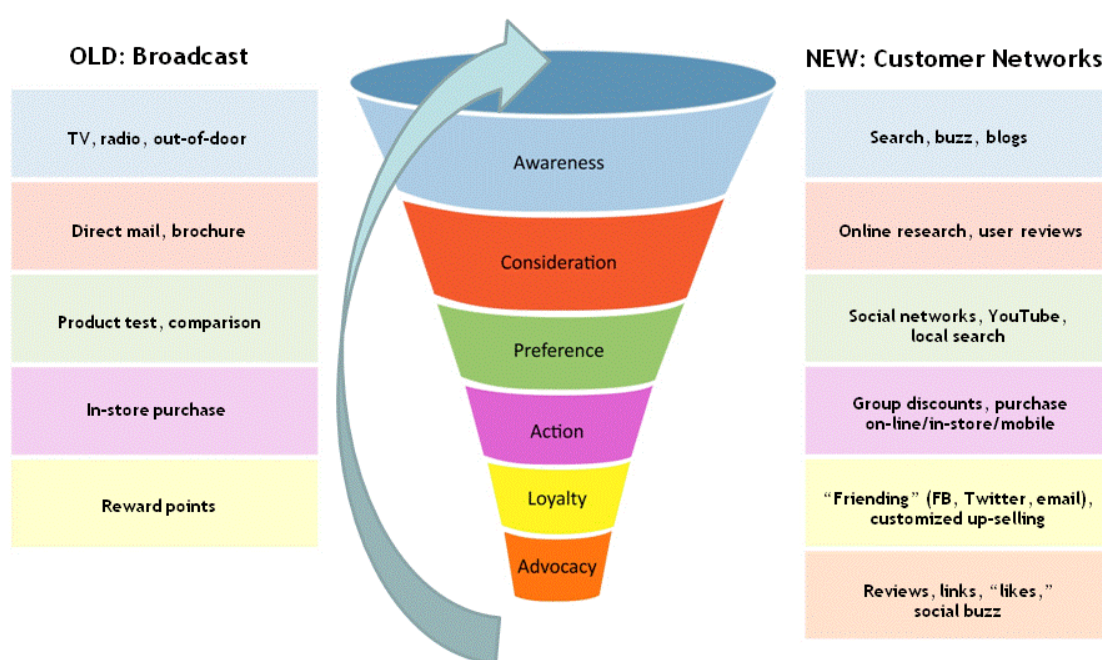 OLD: Broadcast
TV, radio, out-of-door
Direct mail, brochure
Product test, comparison
In-store purchase
Reward points
Awareness
Consideration
Preference
Action
Loyalty
Advocacy
NEW: Customer Networks
Search, buzz, blogs
Online research, user reviews
Social networks, YouTube,
local search
Group discounts, purchase
on-line/in-store/mobile
“Friending” (FB, Twitter, email),
customized up-selling
Reviews, links, “likes,”
social buzz